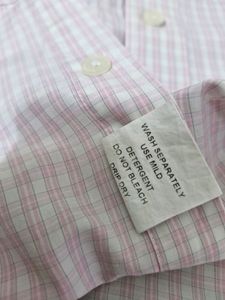 WASH SEPARATELY
USE MILD
DETERGENT
DO NOT BLEACH
DRIP DRY